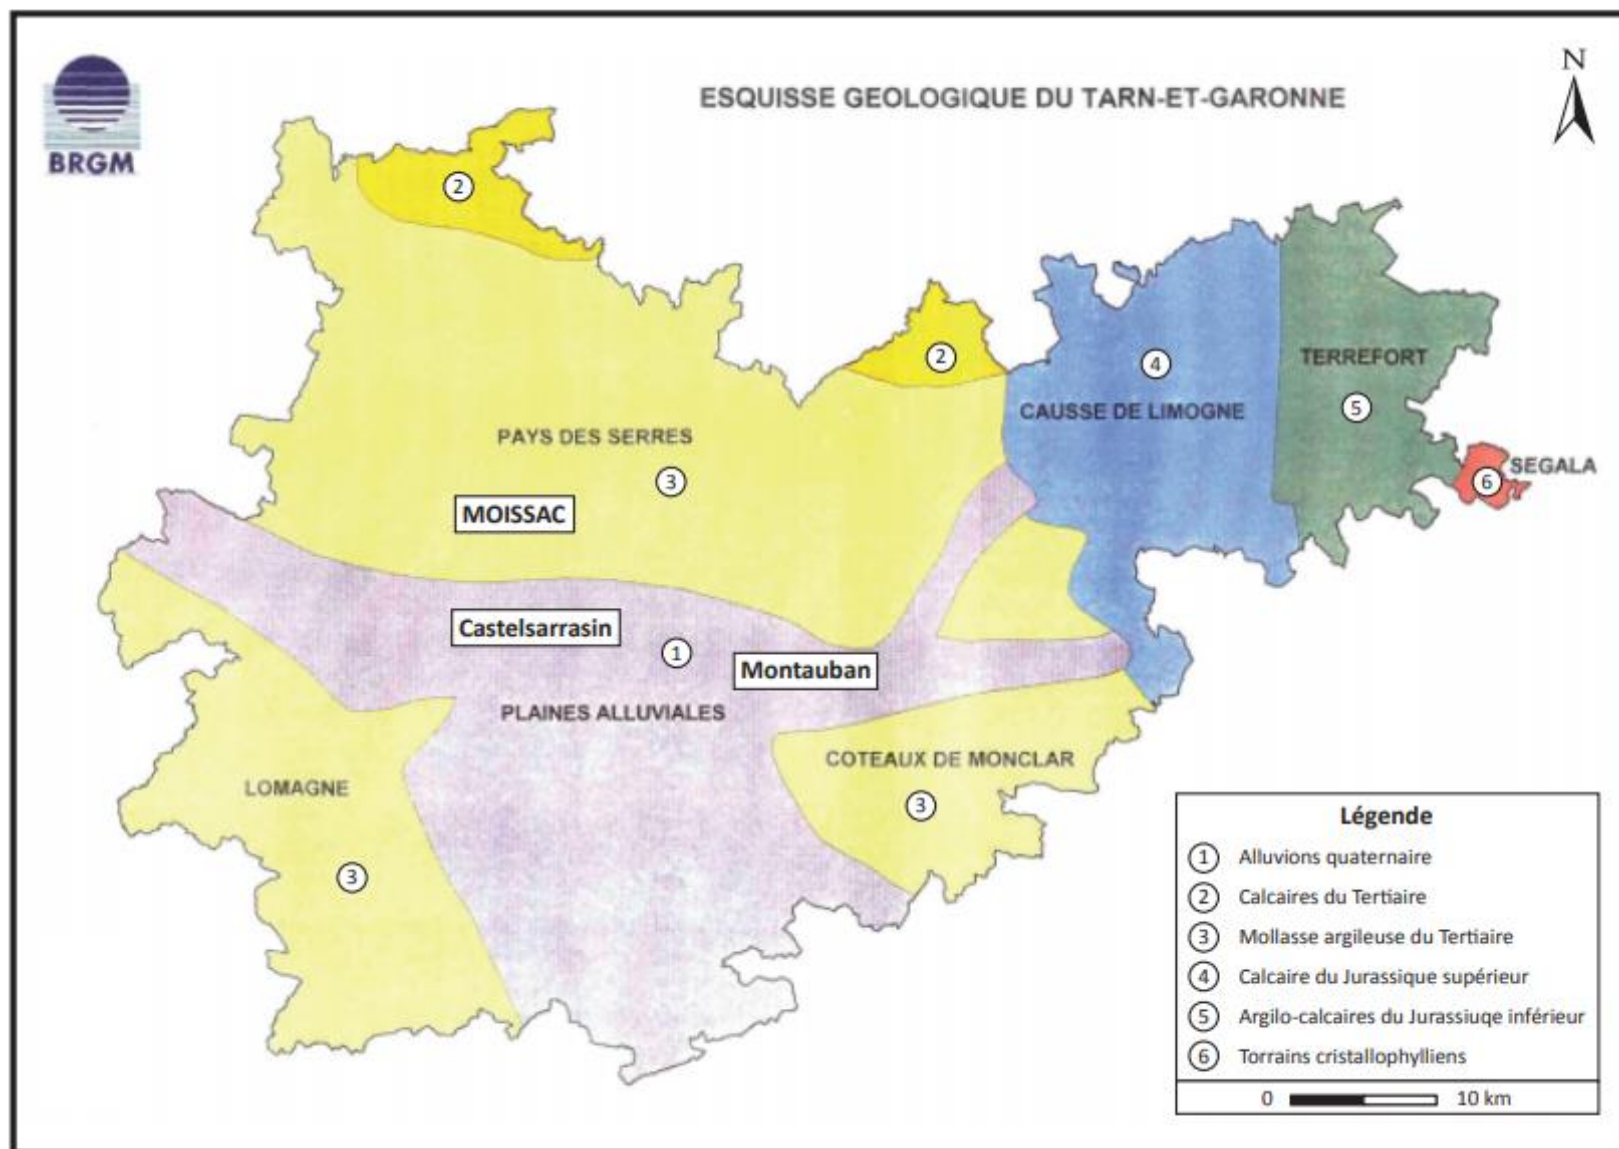 BRGM
ESQUISSE GEOLOGIQUE DU TARN-ET-GARONNE
N
2
2
4
TERREFORT
CAUSSE DE LIMOGNE
5
PAYS DES SERRES
3
SEGALA
6
MOISSAC
Castelsarrasin
1
Montauban
PLAINES ALLUVIALES
COTEAUX DE MONCLAR
LOMAGNE
3
3
Légende
1 Alluvions quaternaire
2 Calcaires du Tertiaire
3 Mollasse argileuse du Tertiaire
4 Calcaire du Jurassique supérieur
5 Argilo-calcaires du Jurassiuqe inférieur
6 Torrains cristallophylliens
0 10 km